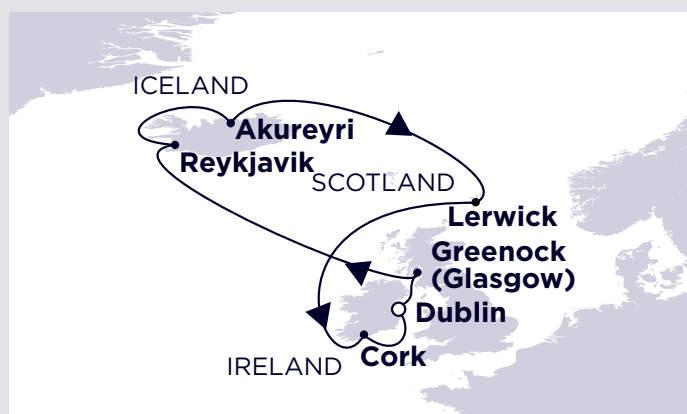 ICELAND
Akureyri
Reykjavik
SCOTLAND
Lerwick
Greenock
(Glasgow)
Dublin
Cork
IRELAND